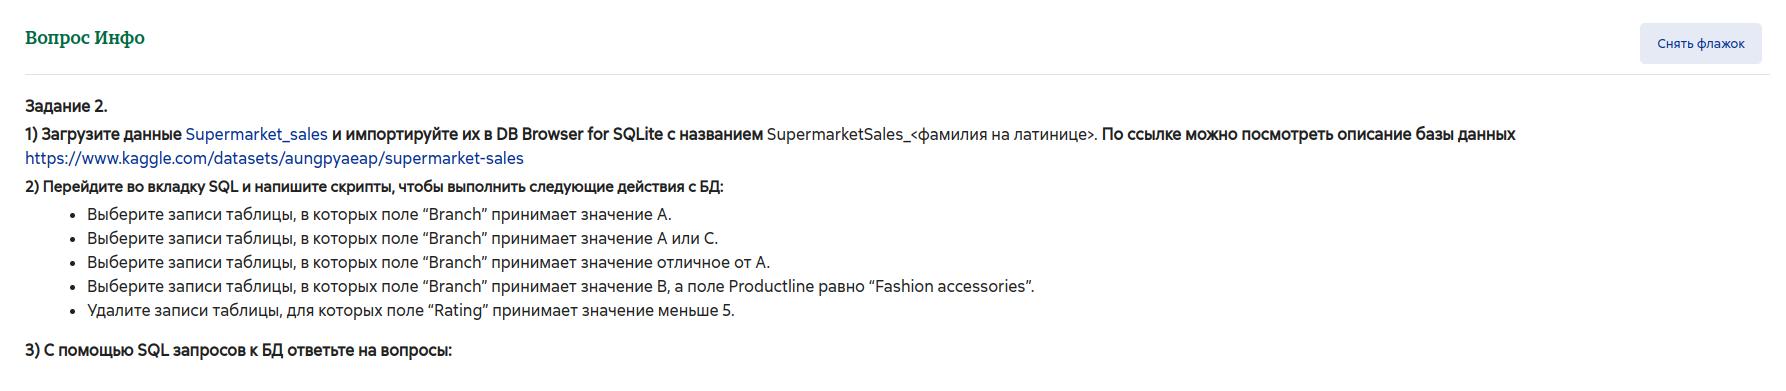 Вопрос Инфо
Снять флажок
Задание 2.
1) Загрузите данные Supermarket_sales и импортируйте их в DB Browser for SQLite с названием SupermarketSales_<фамилия на латинице>. По ссылке можно посмотреть описание базы данных
https://www.kaggle.com/datasets/aungpyaeap/supermarket-sales
2) Перейдите во вкладку SQL и напишите скрипты, чтобы выполнить следующие действия с БД:
• Выберите записи таблицы, в которых поле “Branch” принимает значение A.
• Выберите записи таблицы, в которых поле “Branch” принимает значение A или C.
• Выберите записи таблицы, в которых поле “Branch” принимает значение отличное от A.
• Выберите записи таблицы, в которых поле “Branch” принимает значение B, а поле Productline равно “Fashion accessories”.
• Удалите записи таблицы, для которых поле “Rating” принимает значение меньше 5.
3) С помощью SQL запросов к БД ответьте на вопросы: